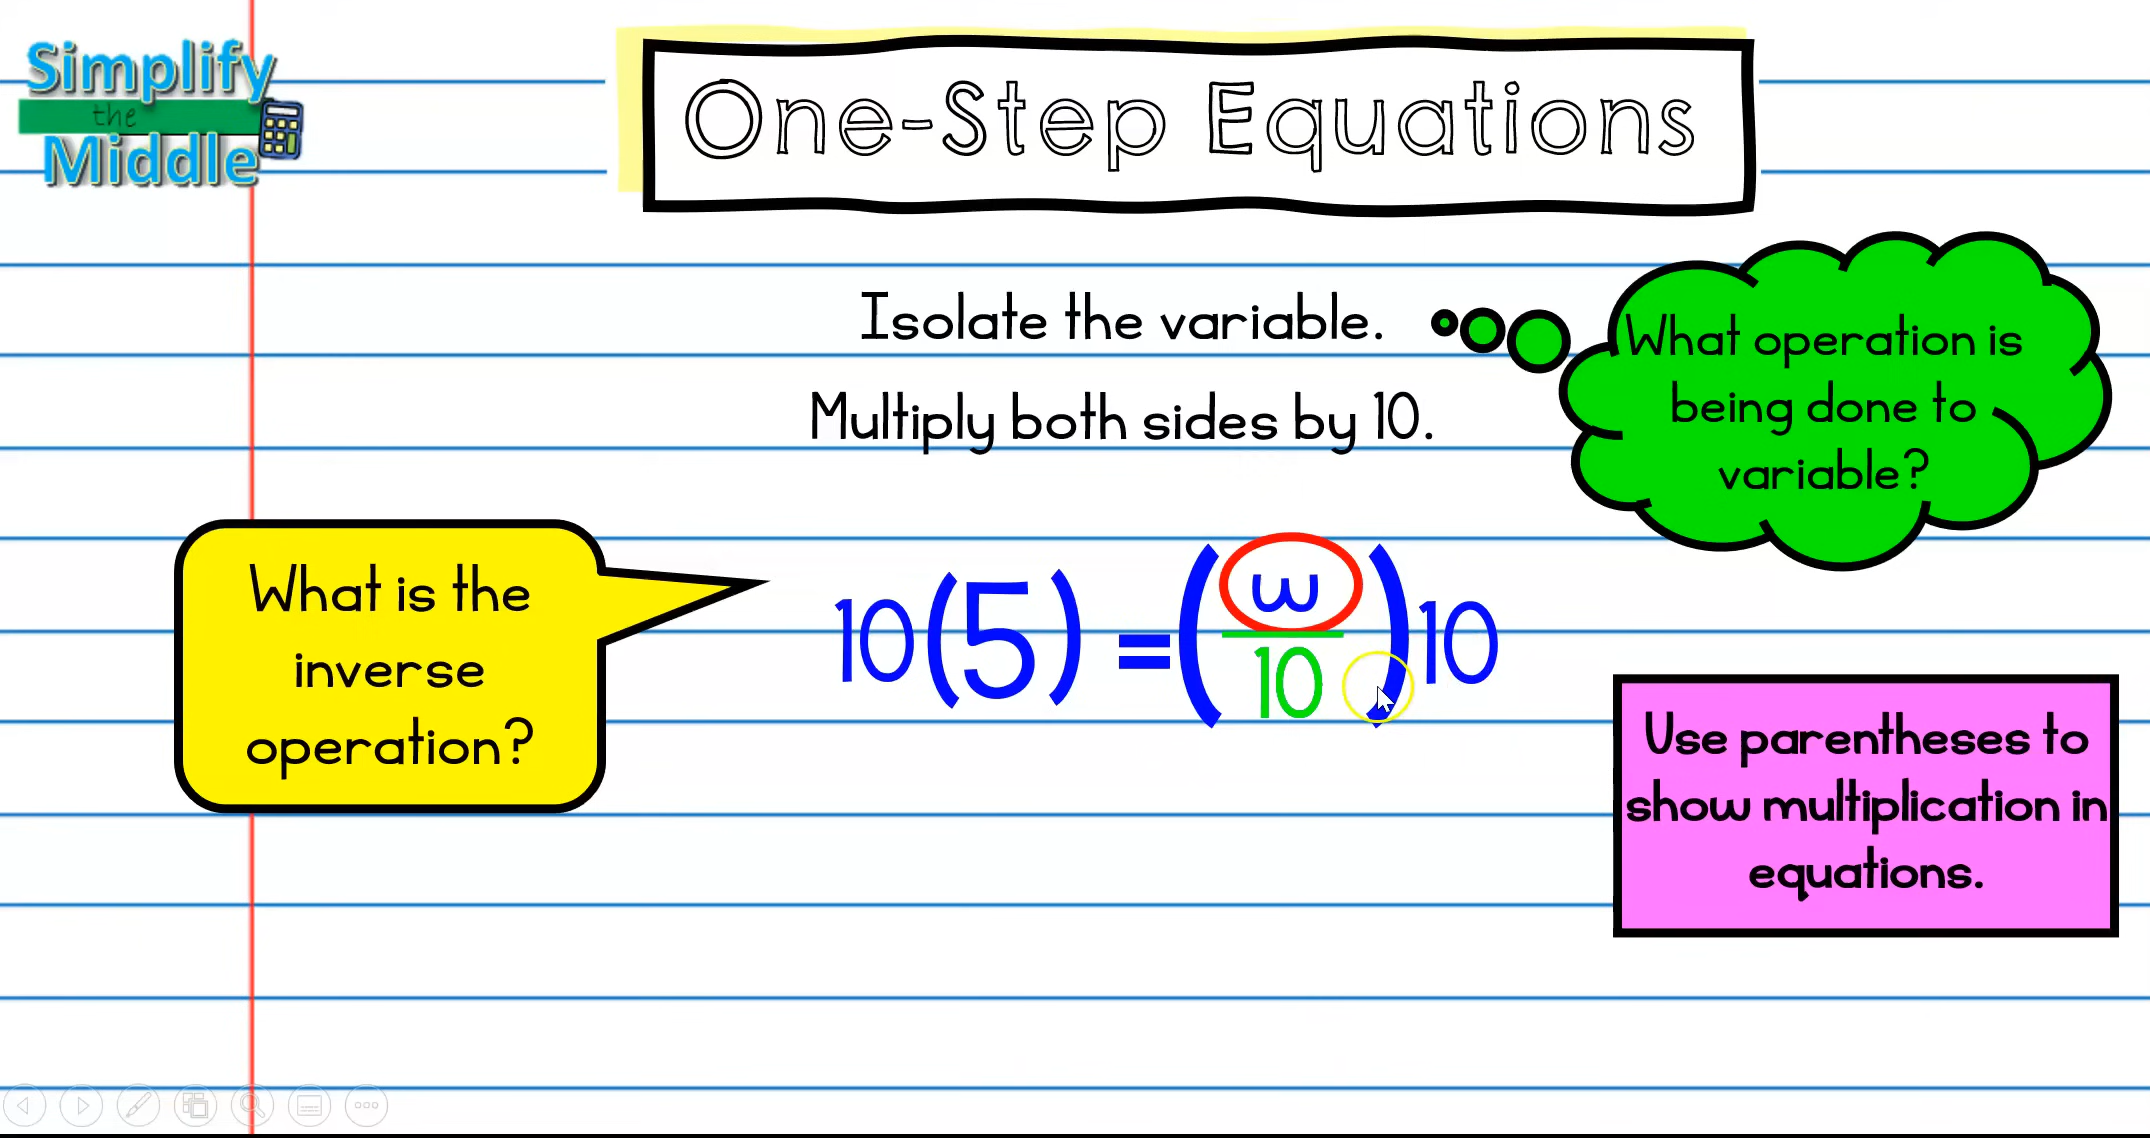 Simplify
the
Middle
One-Step Equations
Isolate the variable.
Multiply both sides by 10.
What operation is
being done to
variable?
What is the
inverse
operation?
10(5) = (w/10)10
Use parentheses to
show multiplication in
equations.